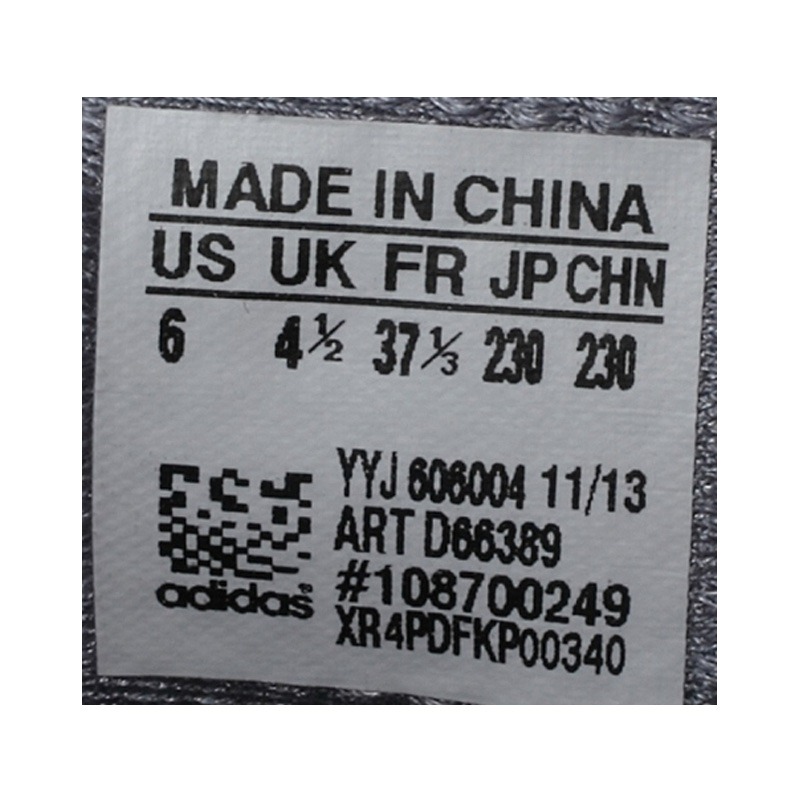 MADE IN CHINA
US UK FR JP CHN
6 4½ 37⅓ 230 230
YYJ 606004 11/13
ART D66389
#108700249
XR4PDFKP00340
adidas®